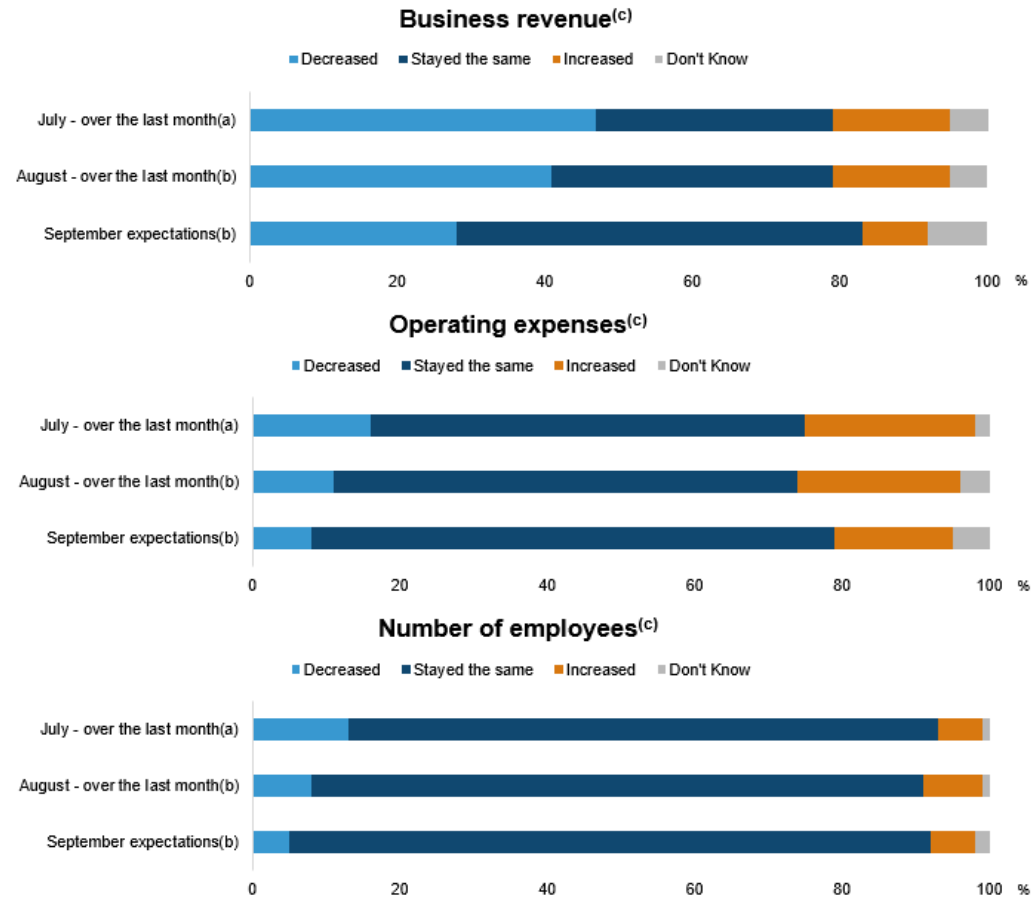 Business revenue(c)
Decreased Stayed the same Increased Don't Know
July - over the last month(a)
August - over the last month(b)
September expectations(b)
0 20 40 60 80 100 %
Operating expenses(c)
Decreased Stayed the same Increased Don't Know
July - over the last month(a)
August - over the last month(b)
September expectations(b)
0 20 40 60 80 100 %
Number of employees(c)
Decreased Stayed the same Increased Don't Know
July - over the last month(a)
August - over the last month(b)
September expectations(b)
0 20 40 60 80 100 %